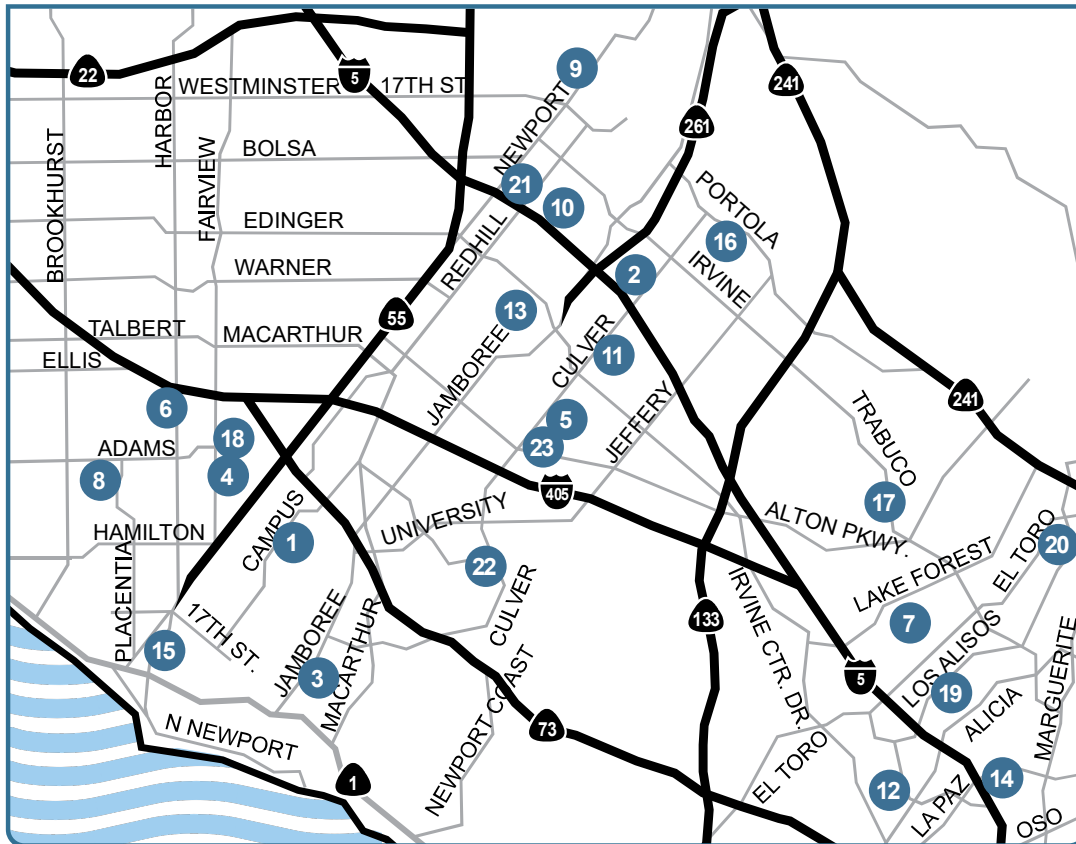 9
22
5
241
WESTMINSTER
17TH ST
HARBOR
NEWPORT
261
BOLSA
BROOKHURST
FAIRVIEW
21
PORTOLA
10
EDINGER
REDHILL
16
WARNER
2
IRVINE
13
55
TALBERT
MACARTHUR
CULVER
11
ELLIS
JAMBOREE
241
6
5
TRABUCO
18
23
JEFFERY
ADAMS
8
4
405
17
UNIVERSITY
ALTON PKWY.
HAMILTON
CAMPUS
1
EL TORO
20
22
LAKE FOREST
PLACENTIA
CULVER
IRVINE CTR. DR.
17TH ST.
133
7
15
JAMBOREE
MACARTHUR
3
5
LOS ALISOS
19
MARGUERITE
ALICIA
N NEWPORT
NEWPORT COAST
73
EL TORO
1
12
LA PAZ
14
OSO